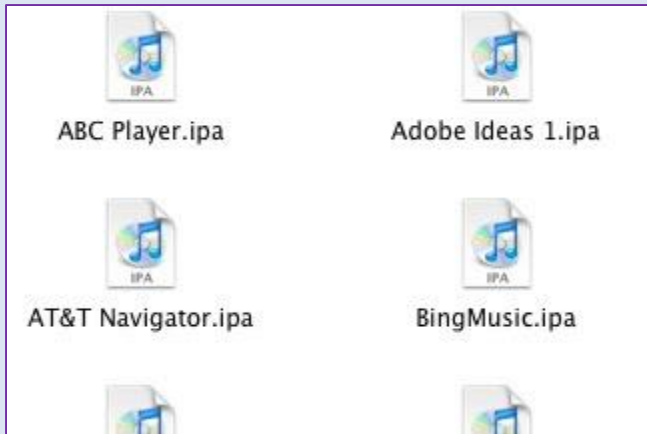 IPA
IPA
ABC Player.ipa
Adobe Ideas 1.ipa
IPA
IPA
AT&T Navigator.ipa
BingMusic.ipa